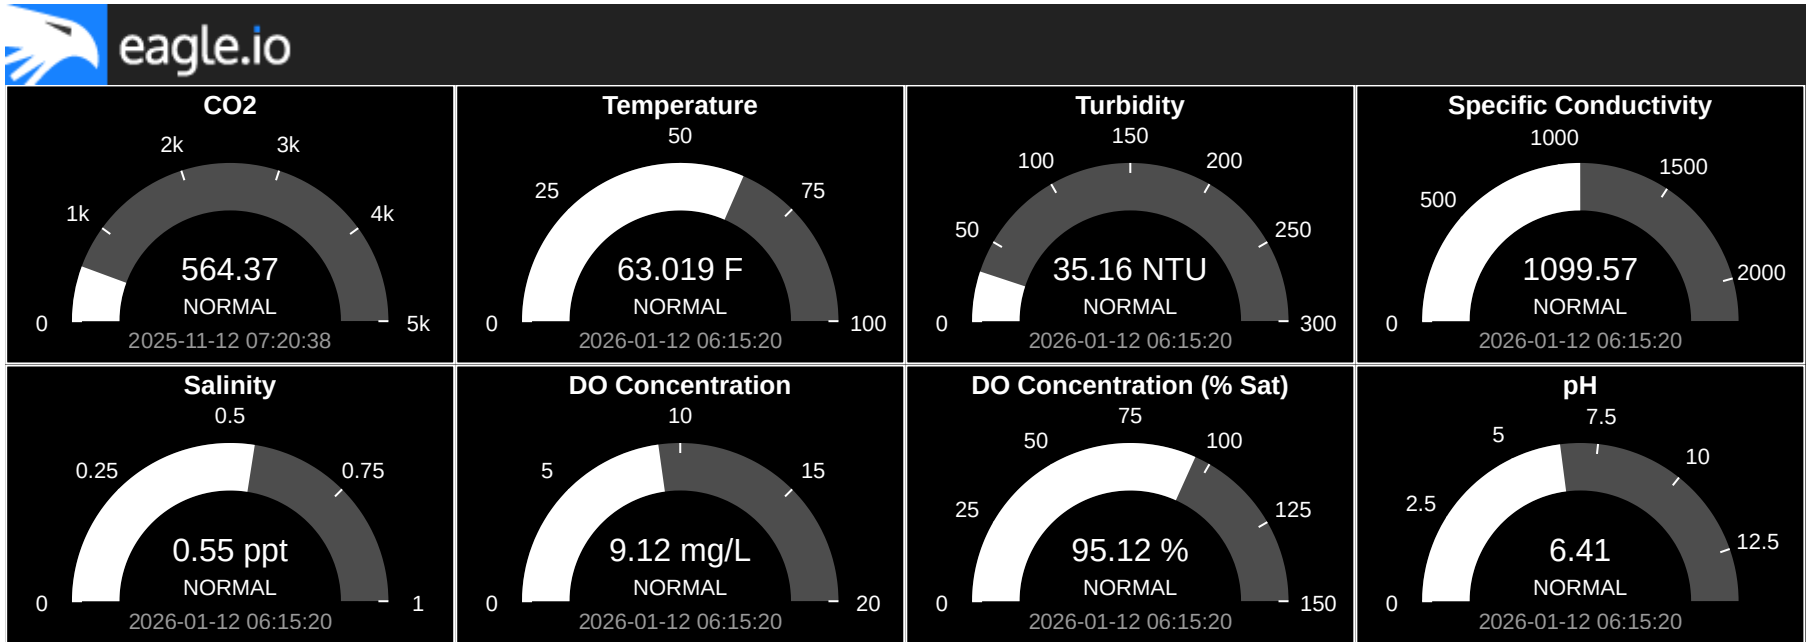 eagle.io
CO2
0
1k
2k
3k
4k
5k
564.37
NORMAL
2025-11-12 07:20:38
Temperature
0
25
50
75
100
63.019 F
NORMAL
2026-01-12 06:15:20
Turbidity
0
50
100
150
200
250
300
35.16 NTU
NORMAL
2026-01-12 06:15:20
Specific Conductivity
0
500
1000
1500
2000
1099.57
NORMAL
2026-01-12 06:15:20
Salinity
0
0.25
0.5
0.75
1
0.55 ppt
NORMAL
2026-01-12 06:15:20
DO Concentration
0
5
10
15
20
9.12 mg/L
NORMAL
2026-01-12 06:15:20
DO Concentration (% Sat)
0
25
50
75
100
125
150
95.12 %
NORMAL
2026-01-12 06:15:20
pH
0
2.5
5
7.5
10
12.5
6.41
NORMAL
2026-01-12 06:15:20